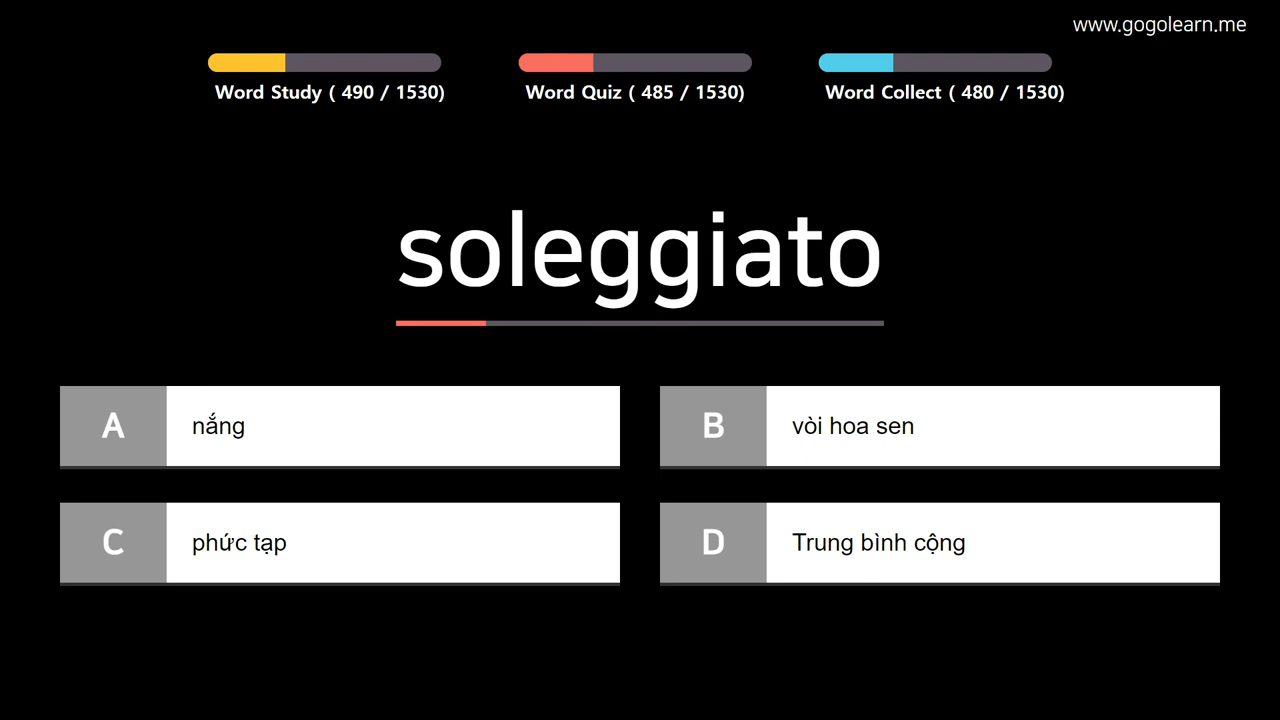 www.gogolearn.me
Word Study ( 490 / 1530)
Word Quiz ( 485 / 1530)
Word Collect ( 480 / 1530)
soleggiato
A nắng
B vòi hoa sen
C phức tạp
D Trung bình cộng